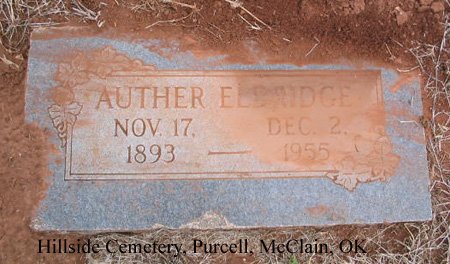 AUTHER ELDRIDGE
NOV. 17, DEC. 2,
1893 — 1955
Hillside Cemetery, Purcell, McClain, OK